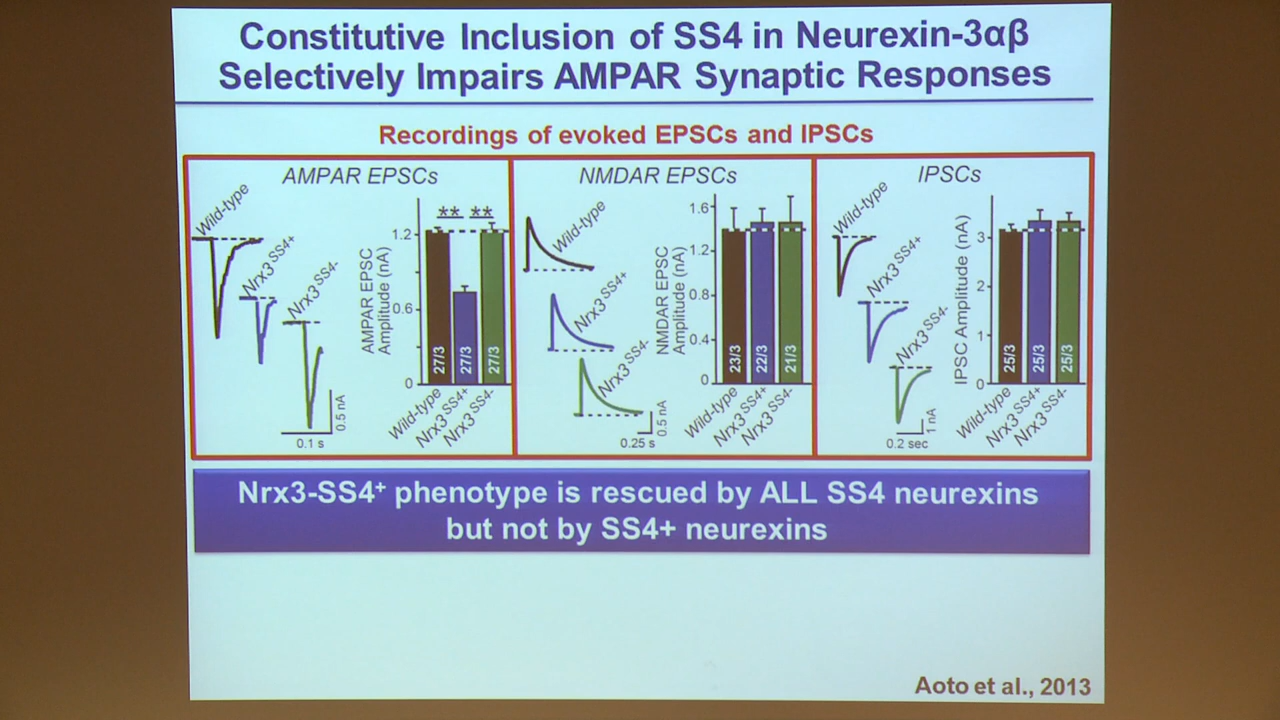 Constitutive Inclusion of SS4 in Neurexin-3αβ
Selectively Impairs AMPAR Synaptic Responses
Recordings of evoked EPSCs and IPSCs
AMPAR EPSCs
Wild-type
Nrx3 SS4+
Nrx3 SS4-
0.5 nA
0.1 s
AMPAR EPSC
Amplitude (nA)
1.2
0.6
0
** **
27/3
27/3
27/3
Wild-type
Nrx3 SS4+
Nrx3 SS4-
NMDAR EPSCs
Wild-type
Nrx3 SS4+
Nrx3 SS4-
0.5 nA
0.25 s
NMDAR EPSC
Amplitude (nA)
1.6
1.2
0.8
0.4
0
23/3
22/3
21/3
Wild-type
Nrx3 SS4+
Nrx3 SS4-
IPSCs
Wild-type
Nrx3 SS4+
Nrx3 SS4-
1 nA
0.2 sec
IPSC Amplitude (nA)
3
2
1
0
25/3
25/3
25/3
Wild-type
Nrx3 SS4+
Nrx3 SS4-
Nrx3-SS4+ phenotype is rescued by ALL SS4 neurexins
but not by SS4+ neurexins
Aoto et al., 2013